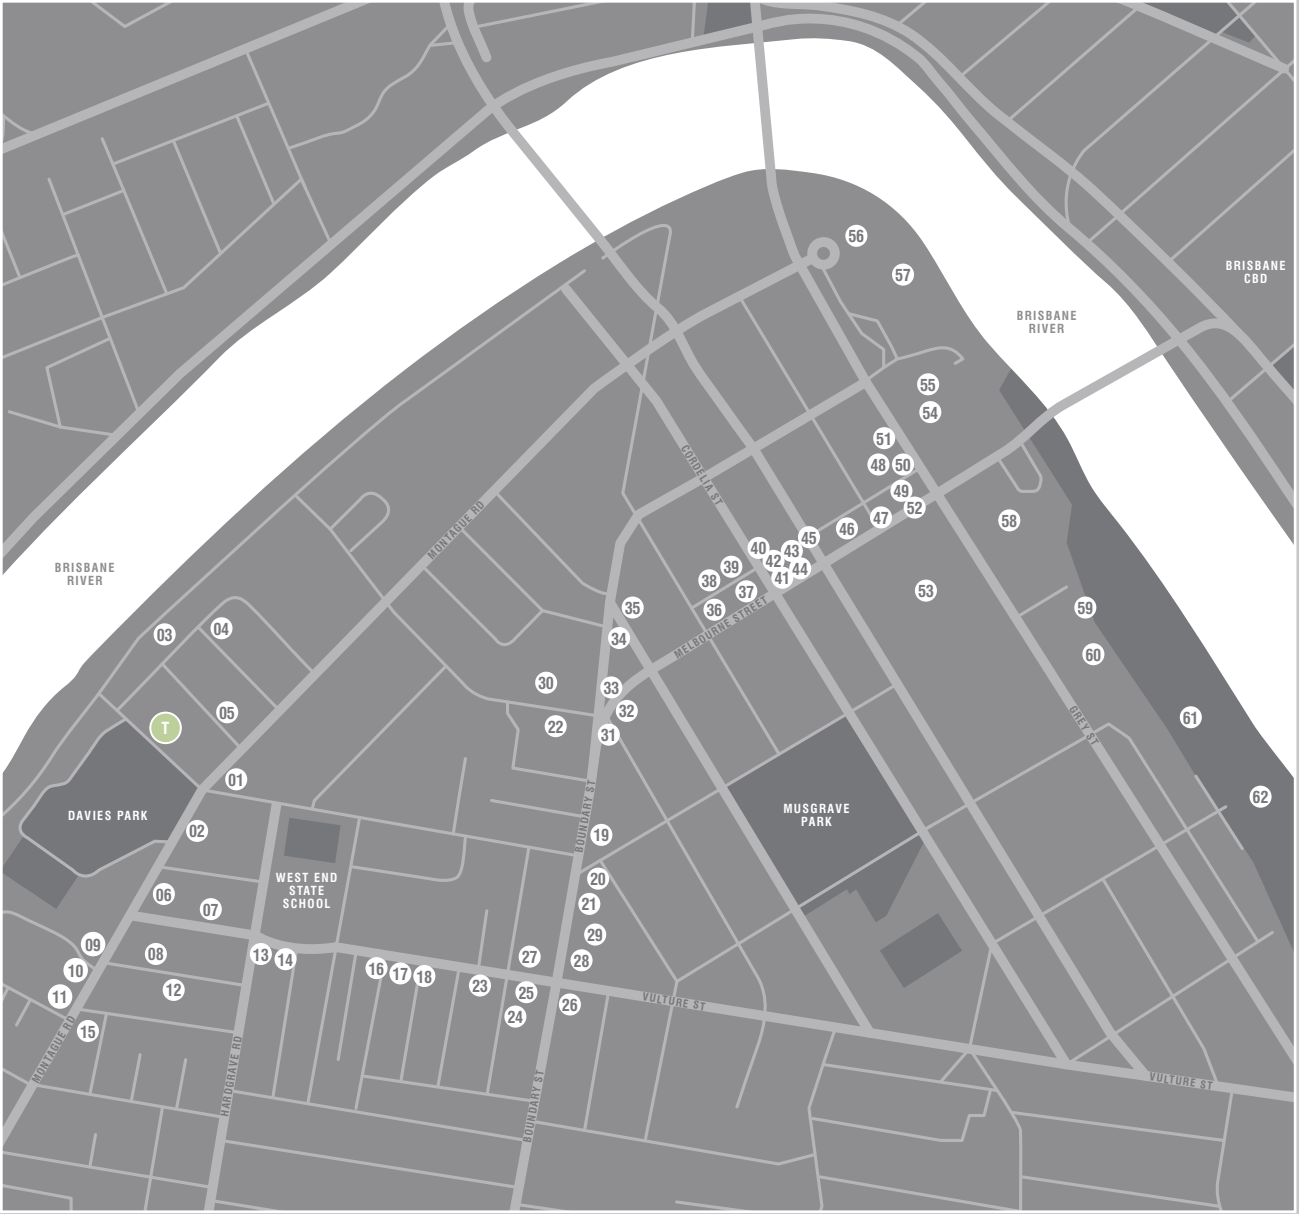 56
BRISBANE
CBD
57
BRISBANE
RIVER
55
54
51
48
50
CORDELIA ST
49
52
47
46
58
MONTAGUE RD
45
40
43
42
44
41
39
38
37
36
BRISBANE
RIVER
53
59
35
MELBOURNE STREET
03
04
34
60
30
33
05
32
22
31
61
GREY ST
T
01
62
DAVIES PARK
MUSGRAVE
PARK
02
BOUNDARY ST
19
WEST END
STATE
SCHOOL
20
06
07
21
29
09
08
13
14
27
28
10
16
17
18
12
23
25
11
26
VULTURE ST
24
15
MONTAGUE RD
HARDGRAVE RD
BOUNDARY ST
VULTURE ST